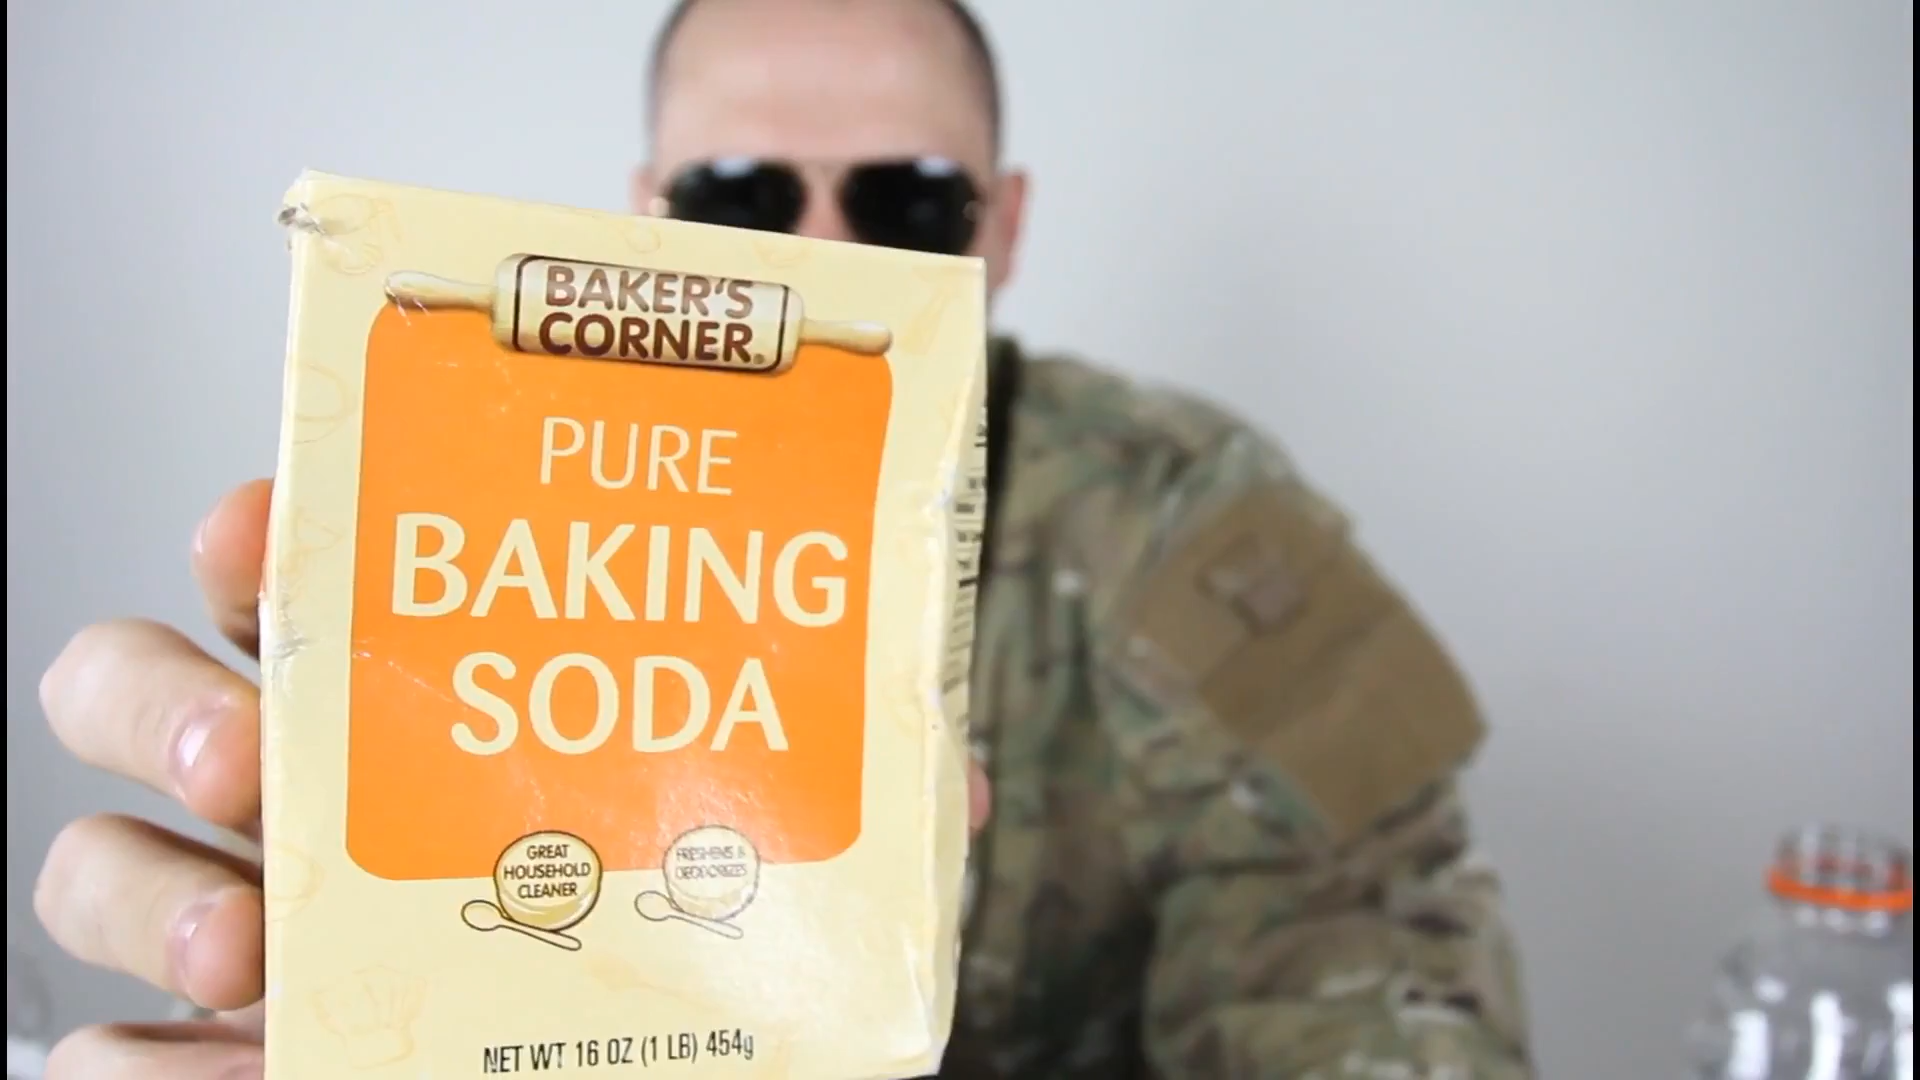 BAKER'S
CORNER®
PURE
BAKING
SODA
GREAT
HOUSEHOLD
CLEANER
FRESHENS &
DEODORIZES
NET WT 16 OZ (1 LB) 454g